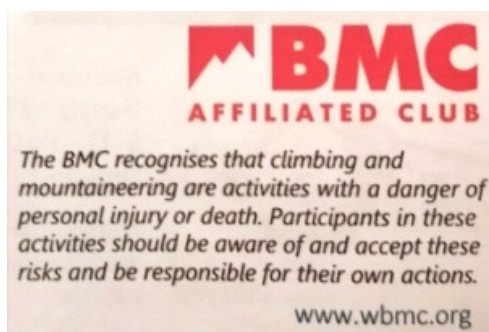 BMC
AFFILIATED CLUB
The BMC recognises that climbing and
mountaineering are activities with a danger of
personal injury or death. Participants in these
activities should be aware of and accept these
risks and be responsible for their own actions.
www.wbmc.org